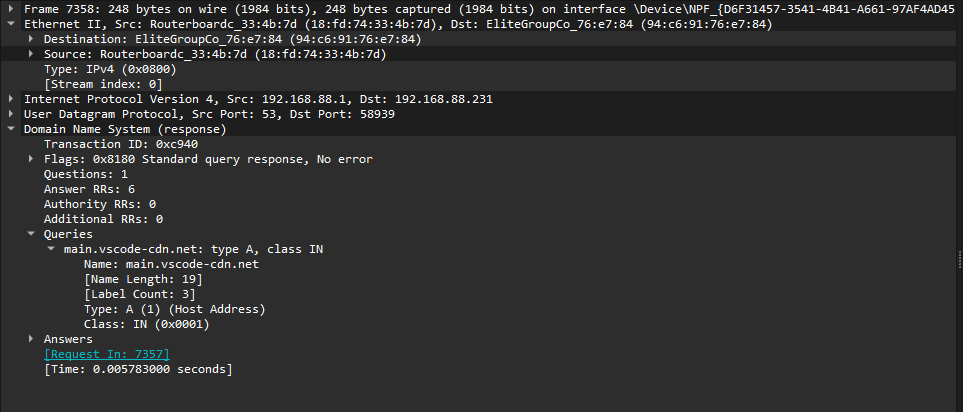 Frame 7358: 248 bytes on wire (1984 bits), 248 bytes captured (1984 bits) on interface \Device\NPF_{D6F31457-3541-4B41-A661-97AF4AD45
Ethernet II, Src: Routerboardc_33:4b:7d (18:fd:74:33:4b:7d), Dst: EliteGroupCo_76:e7:84 (94:c6:91:76:e7:84)
Destination: EliteGroupCo_76:e7:84 (94:c6:91:76:e7:84)
Source: Routerboardc_33:4b:7d (18:fd:74:33:4b:7d)
Type: IPv4 (0x0800)
[Stream index: 0]
Internet Protocol Version 4, Src: 192.168.88.1, Dst: 192.168.88.231
User Datagram Protocol, Src Port: 53, Dst Port: 58939
Domain Name System (response)
Transaction ID: 0xc940
Flags: 0x8180 Standard query response, No error
Questions: 1
Answer RRs: 6
Authority RRs: 0
Additional RRs: 0
Queries
main.vscode-cdn.net: type A, class IN
Name: main.vscode-cdn.net
[Name Length: 19]
[Label Count: 3]
Type: A (1) (Host Address)
Class: IN (0x0001)
Answers
[Request In: 7357]
[Time: 0.005783000 seconds]